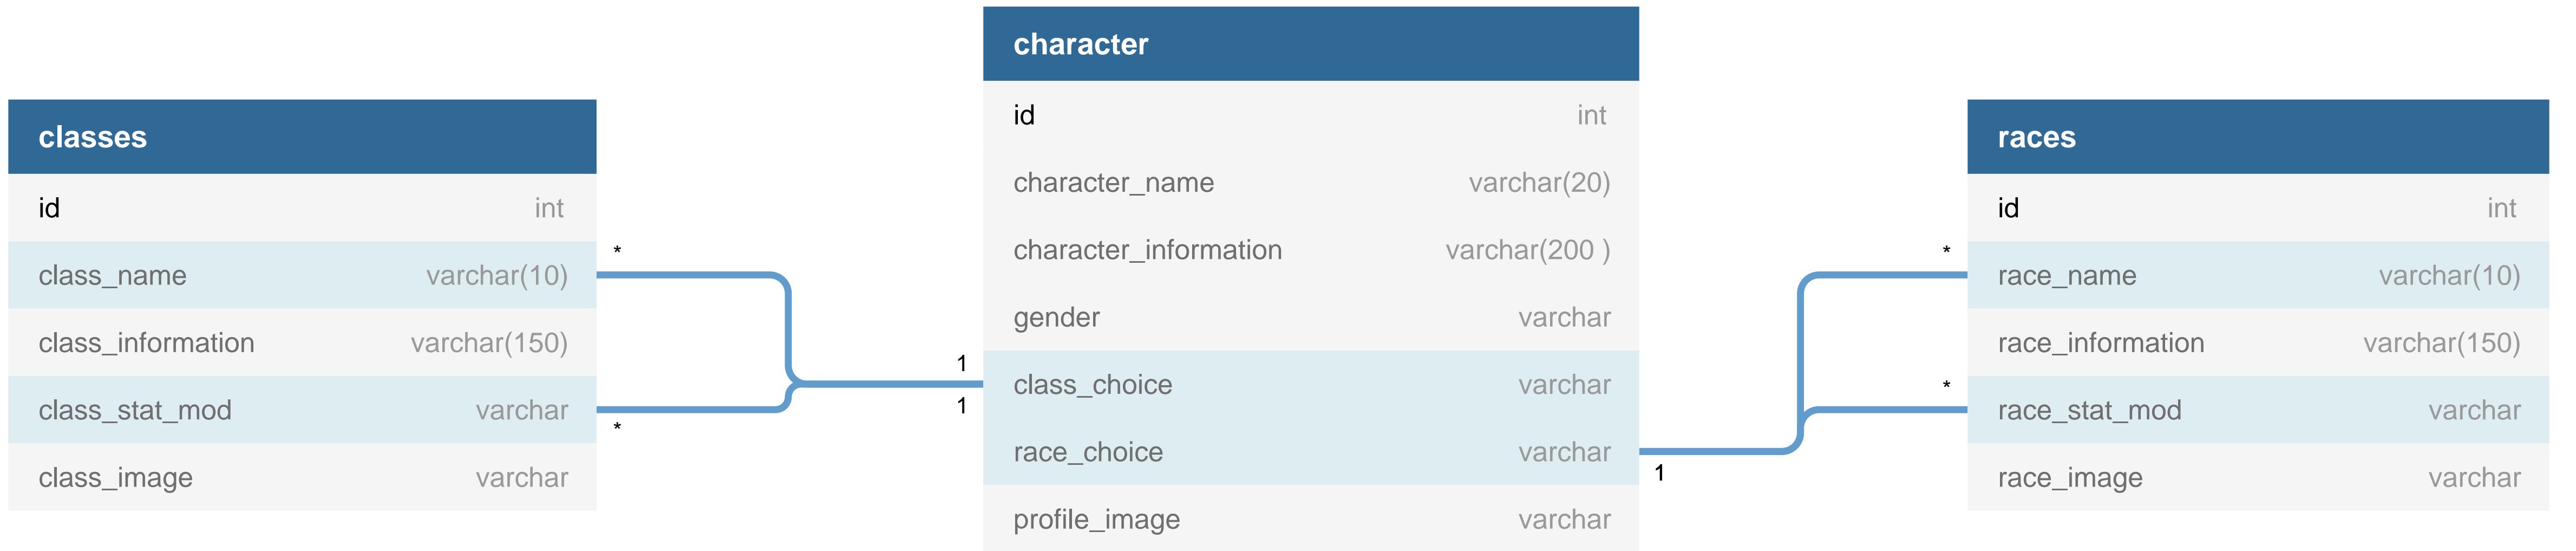 classes
id int
class_name varchar(10)
class_information varchar(150)
class_stat_mod varchar
class_image varchar
*
*
1
1
character
id int
character_name varchar(20)
character_information varchar(200 )
gender varchar
class_choice varchar
race_choice varchar
profile_image varchar
1
*
*
races
id int
race_name varchar(10)
race_information varchar(150)
race_stat_mod varchar
race_image varchar